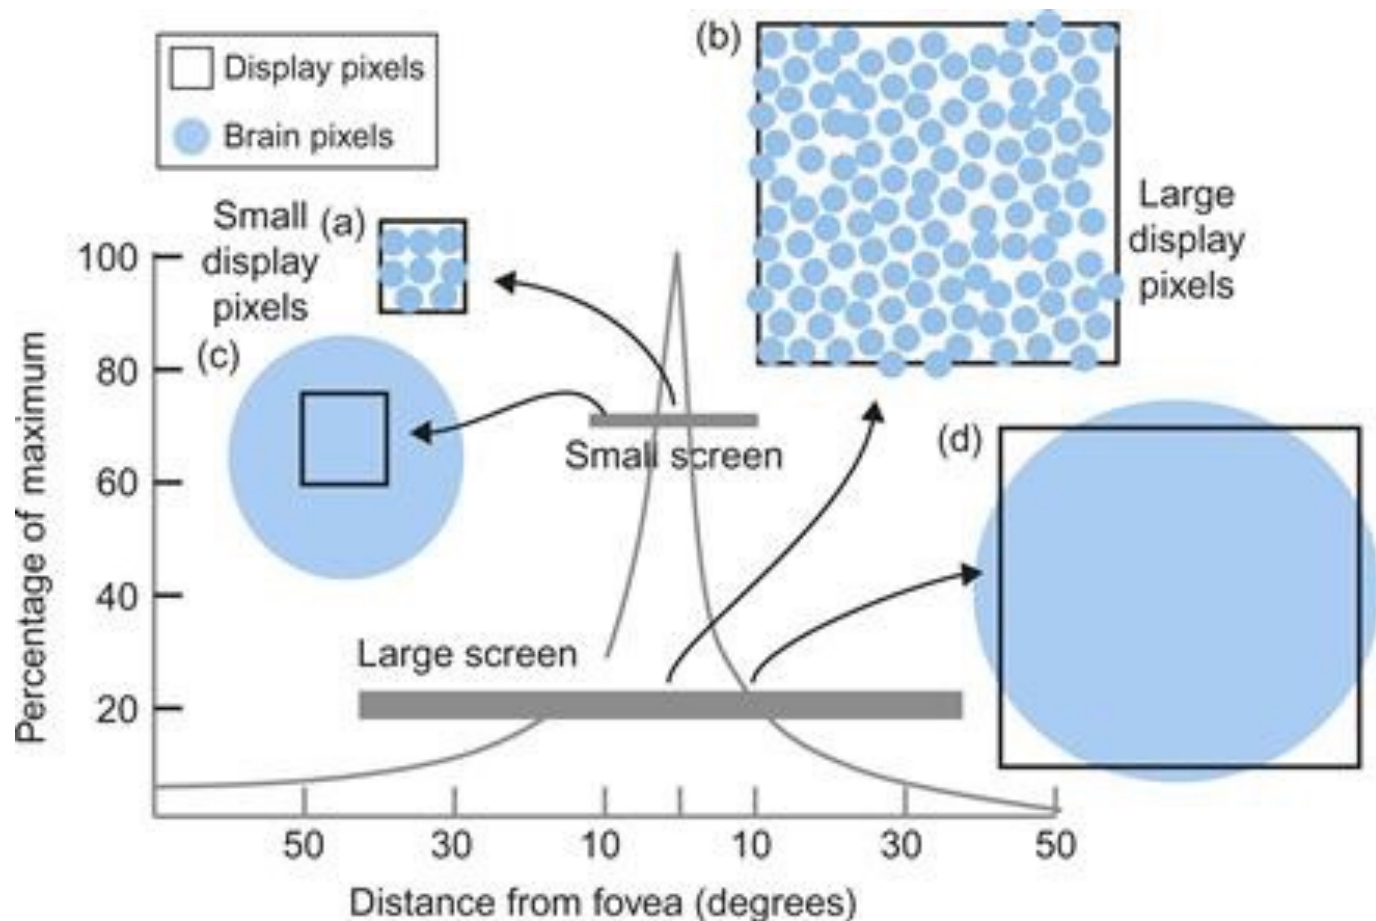 Display pixels
Brain pixels
(b)
Large
display
pixels
Small (a)
display
pixels
(c)
100
80
60
40
20
Percentage of maximum
Small screen
(d)
Large screen
50 30 10 10 30 50
Distance from fovea (degrees)